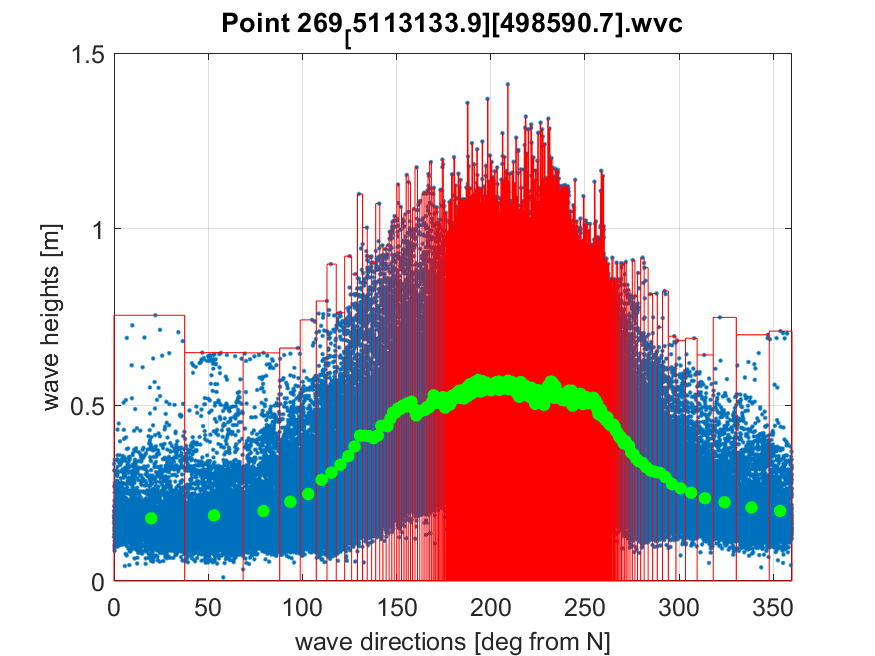 Point 269[5113133.9][498590.7].wvc
1.5
1
0.5
0
wave heights [m]
0 50 100 150 200 250 300 350
wave directions [deg from N]